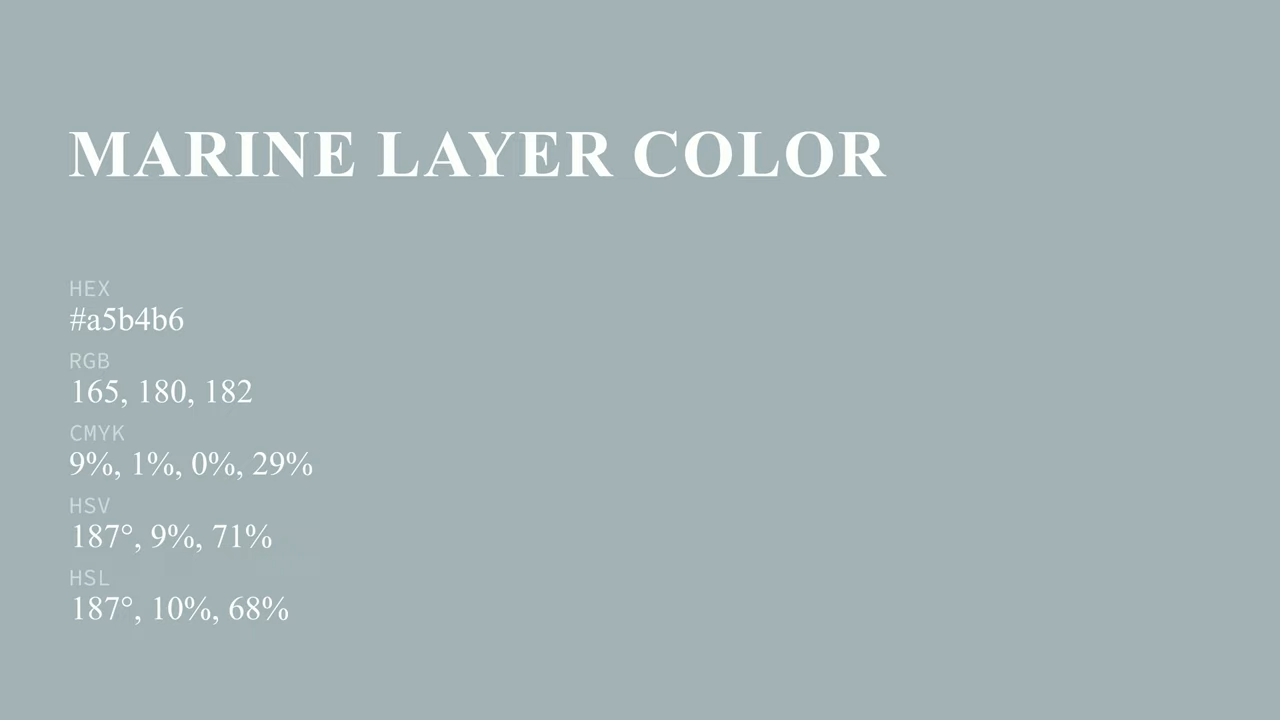 MARINE LAYER COLOR
HEX
#a5b4b6
RGB
165, 180, 182
CMYK
9%, 1%, 0%, 29%
HSV
187°, 9%, 71%
HSL
187°, 10%, 68%